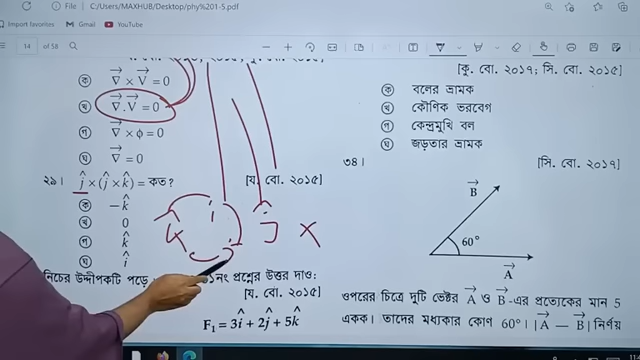 File
C:/Users/MAXHUB/Desktop/phy%201-5.pdf
Import favorites
Gmail
YouTube
14 of 58
ক ∇ × V = 0
[কু. বো. ২০১৭; সি. বো. ২০১৫]
ক বলের ভ্রামক
খ ∇.V = 0
খ কৌণিক ভরবেগ
গ ∇ × ϕ = 0
গ কেন্দ্রমুখি বল
ঘ ∇ = 0
ঘ জড়তার ভ্রামক
২৯। ĵ × (ĵ × k̂) = কত?
[য. বো. ২০১৫]
৩৪।
[সি. বো. ২০১৭]
ক −k̂
খ 0
গ k̂
ঘ î
B
60°
A
নিচের উদ্দীপকটি পড়ে
নং প্রশ্নের উত্তর দাও:
[য. বো. ২০১৫]
F₁ = 3î + 2ĵ + 5k̂
ওপরের চিত্রে দুটি ভেক্টর A ও B -এর প্রত্যেকের মান 5
একক। তাদের মধ্যকার কোণ 60°। |A − B| নির্ণয়